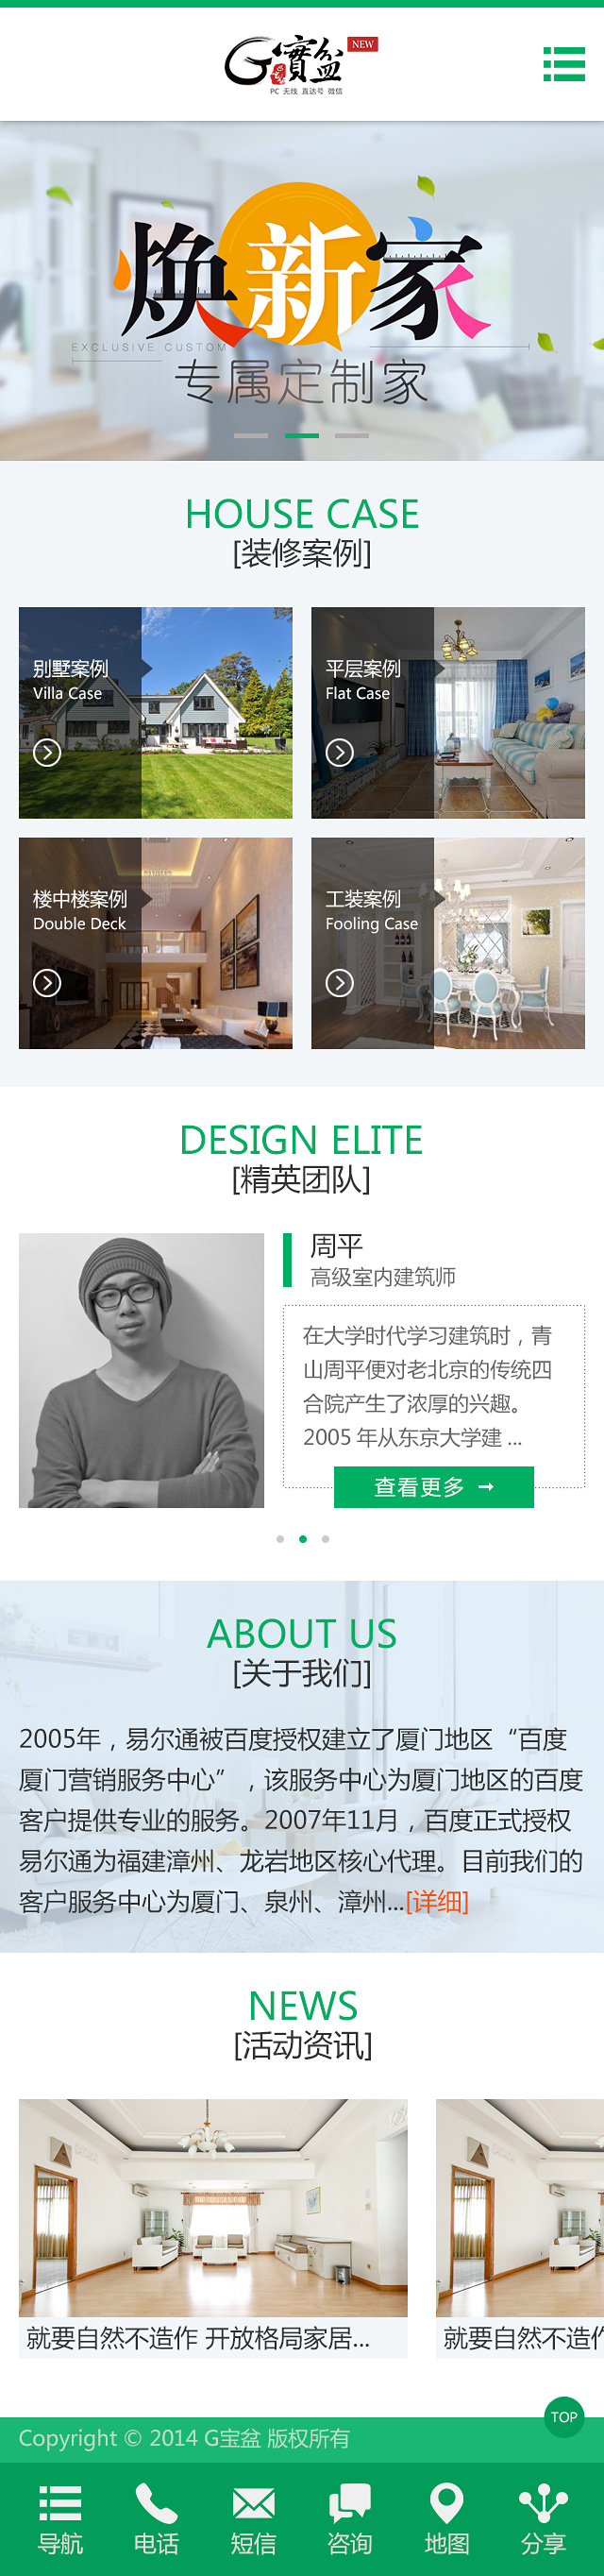 G寶盆 NEW
PC 无线 直达号 微信
焕新家
EXCLUSIVE CUSTOM
专属定制家
HOUSE CASE
[装修案例]
别墅案例
Villa Case
平层案例
Flat Case
楼中楼案例
Double Deck
工装案例
Fooling Case
DESIGN ELITE
[精英团队]
周平
高级室内建筑师
在大学时代学习建筑时，青
山周平便对老北京的传统四
合院产生了浓厚的兴趣。
2005 年从东京大学建 ...
查看更多 →
ABOUT US
[关于我们]
2005年，易尔通被百度授权建立了厦门地区“百度
厦门营销服务中心”，该服务中心为厦门地区的百度
客户提供专业的服务。2007年11月，百度正式授权
易尔通为福建漳州、龙岩地区核心代理。目前我们的
客户服务中心为厦门、泉州、漳州...[详细]
NEWS
[活动资讯]
就要自然不造作 开放格局家居...
就要自然不造作
TOP
Copyright © 2014 G宝盆 版权所有
导航 电话 短信 咨询 地图 分享